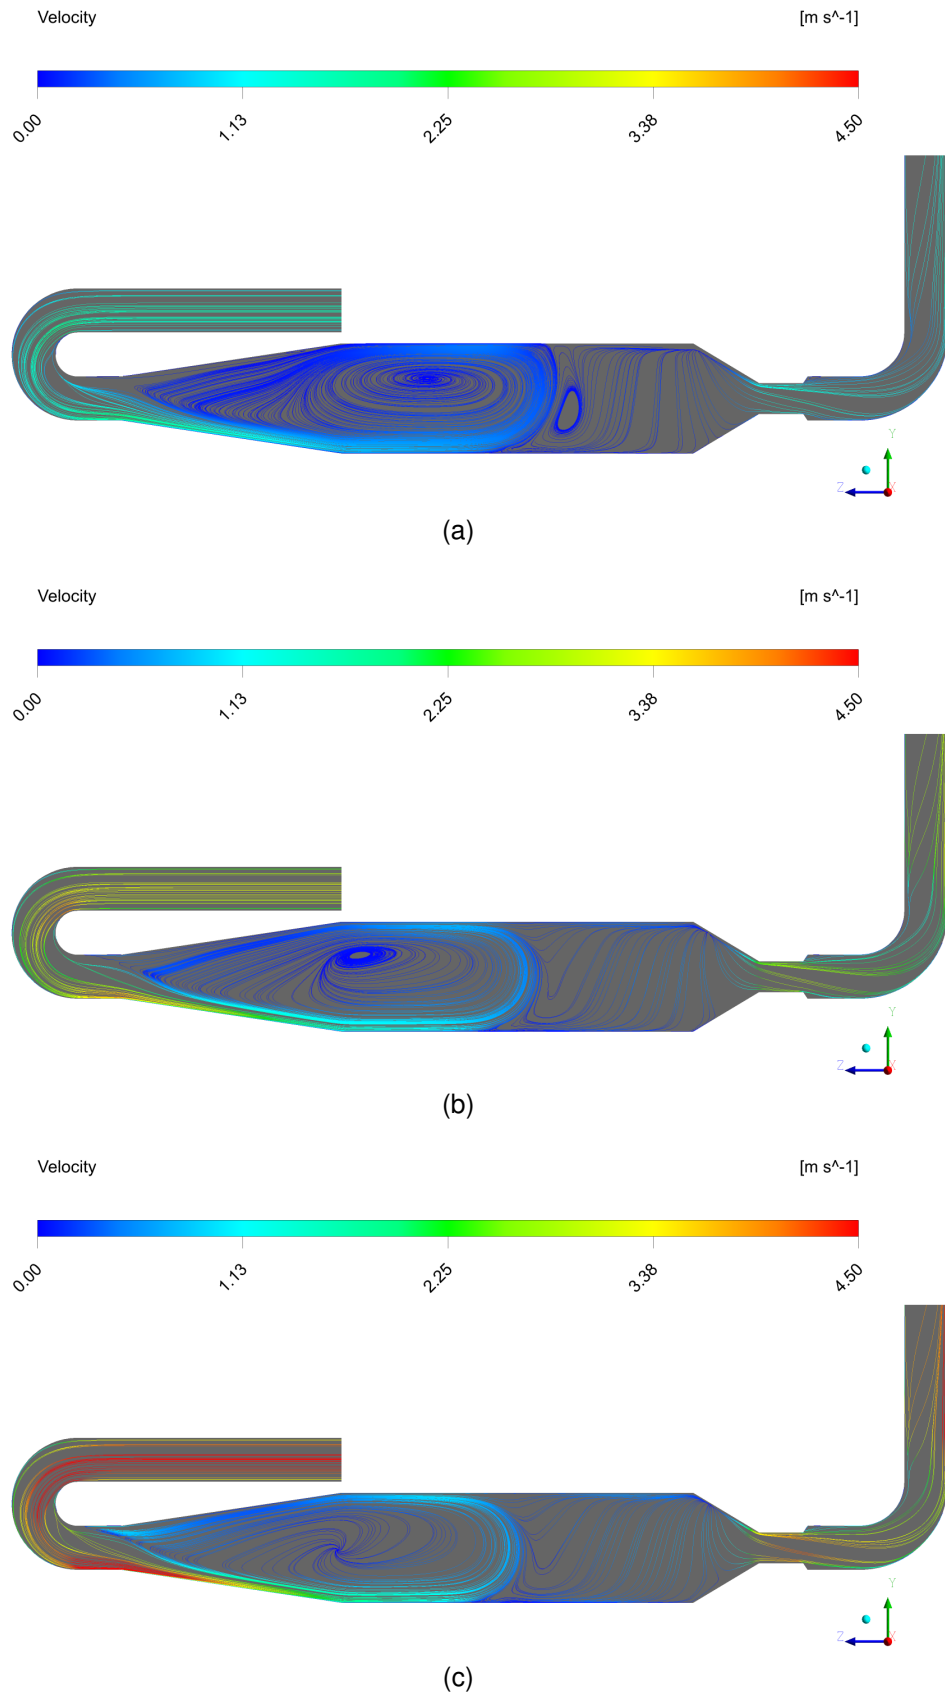 Velocity [m s^-1]
0.00 1.13 2.25 3.38 4.50
Y
Z X
(a)
Velocity [m s^-1]
0.00 1.13 2.25 3.38 4.50
Y
Z X
(b)
Velocity [m s^-1]
0.00 1.13 2.25 3.38 4.50
Y
Z X
(c)